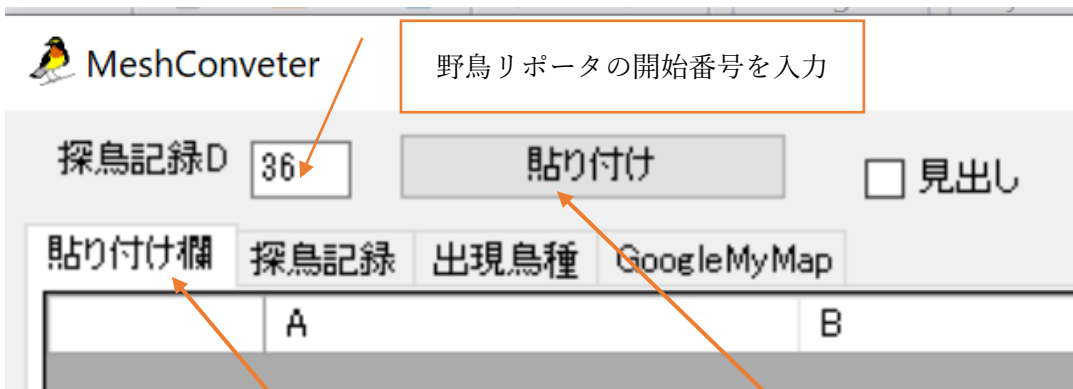 MeshConveter
野鳥リポータの開始番号を入力
探鳥記録D 36 貼り付け 見出し
貼り付け欄 探鳥記録 出現鳥種 GoogleMyMap
A B